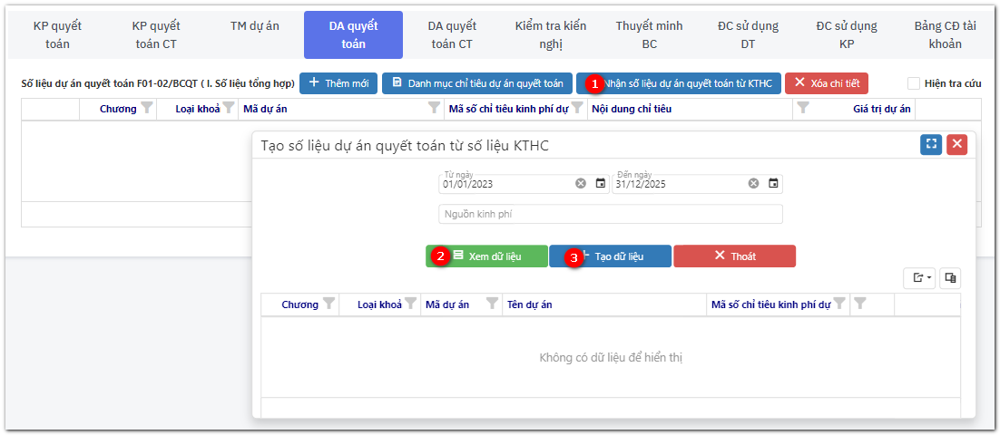 KP quyết toán
KP quyết toán CT
TM dự án
DA quyết toán
DA quyết toán CT
Kiểm tra kiến nghị
Thuyết minh BC
ĐC sử dụng DT
ĐC sử dụng KP
Bảng CĐ tài khoản
Số liệu dự án quyết toán F01-02/BCQT ( I. Số liệu tổng hợp)
Thêm mới
Danh mục chỉ tiêu dự án quyết toán
1 Nhận số liệu dự án quyết toán từ KTHC
Xóa chi tiết
Hiện tra cứu
Chương
Loại khoả
Mã dự án
Mã số chỉ tiêu kinh phí dự
Nội dung chỉ tiêu
Giá trị dự án
Tạo số liệu dự án quyết toán từ số liệu KTHC
Từ ngày
01/01/2023
Đến ngày
31/12/2025
Nguồn kinh phí
2 Xem dữ liệu
3 Tạo dữ liệu
Thoát
Chương
Loại khoả
Mã dự án
Tên dự án
Mã số chỉ tiêu kinh phí dự
Không có dữ liệu để hiển thị